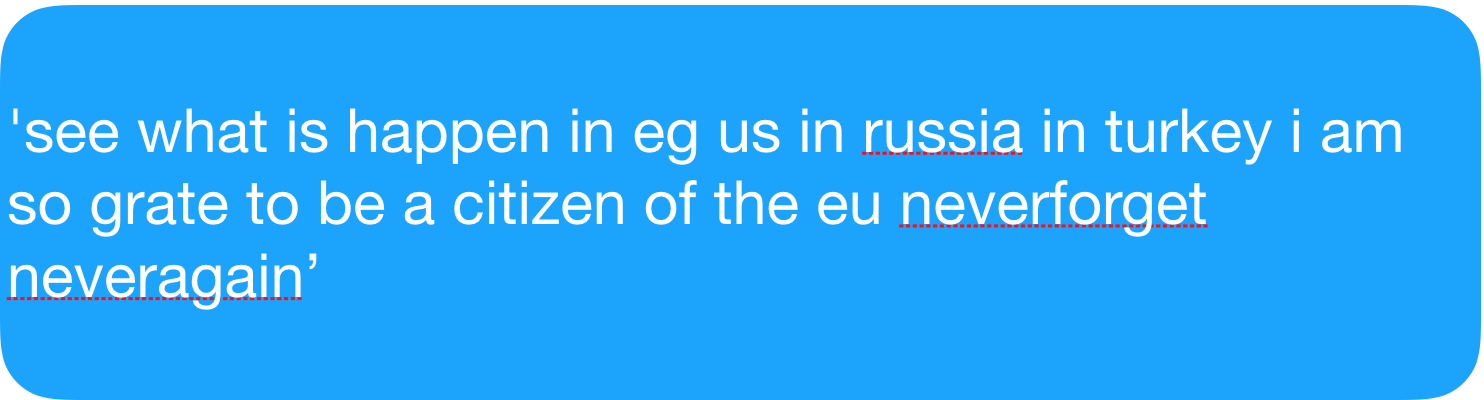 'see what is happen in eg us in russia in turkey i am
so grate to be a citizen of the eu neverforget
neveragain’